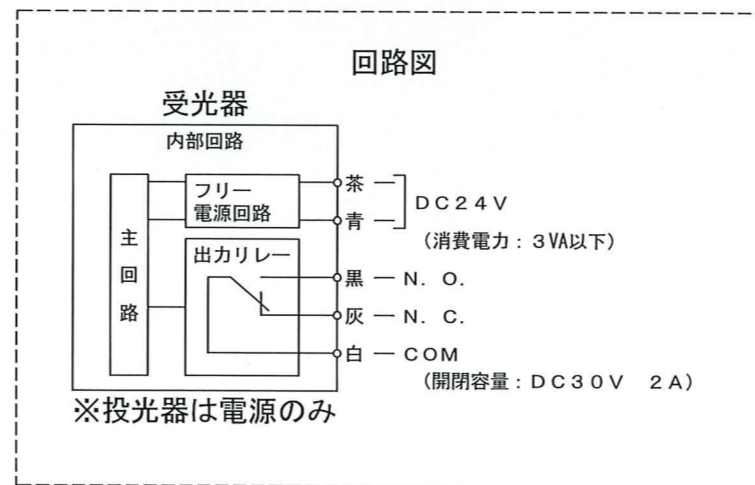 回路図
受光器
内部回路
主回路
フリー
電源回路
出力リレー
茶
青
DC24V
(消費電力:3VA以下)
黒 N. O.
灰 N. C.
白 COM
(開閉容量:DC30V 2A)
※投光器は電源のみ